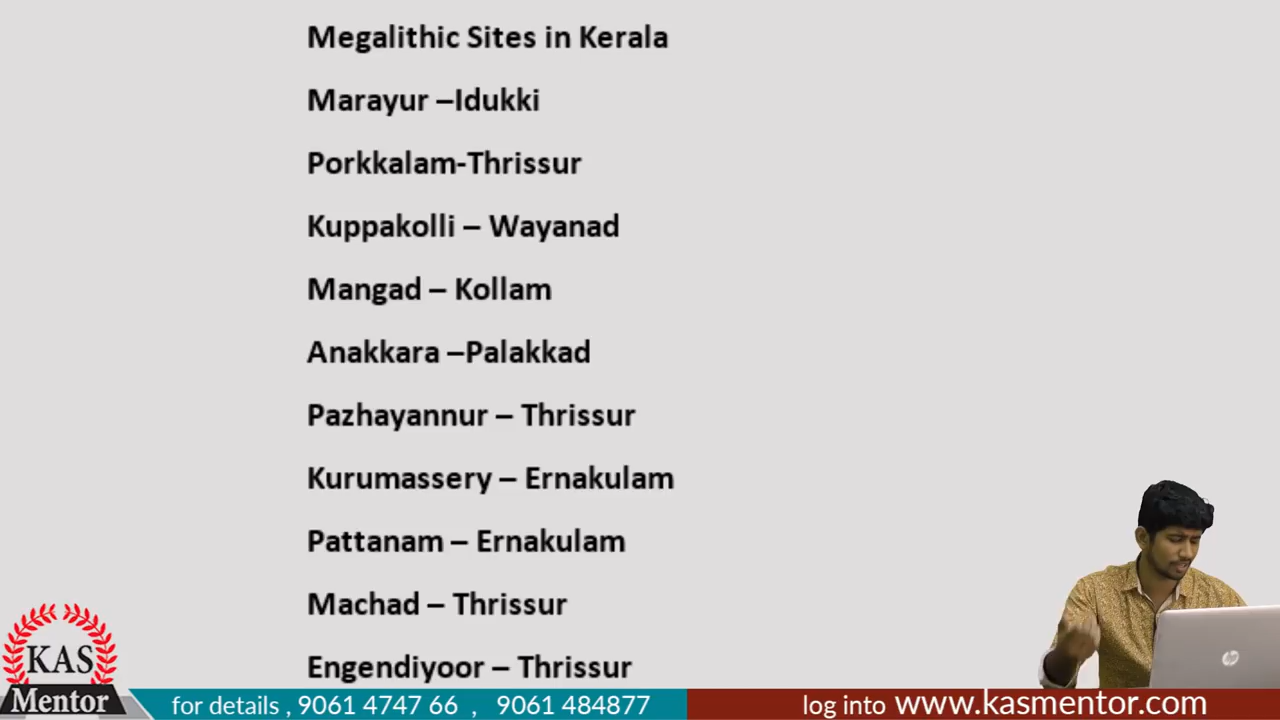 Megalithic Sites in Kerala
Marayur –Idukki
Porkkalam-Thrissur
Kuppakolli – Wayanad
Mangad – Kollam
Anakkara –Palakkad
Pazhayannur – Thrissur
Kurumassery – Ernakulam
Pattanam – Ernakulam
Machad – Thrissur
Engendiyoor – Thrissur
KAS
Mentor
for details , 9061 4747 66 , 9061 484877
log into www.kasmentor.com
hp